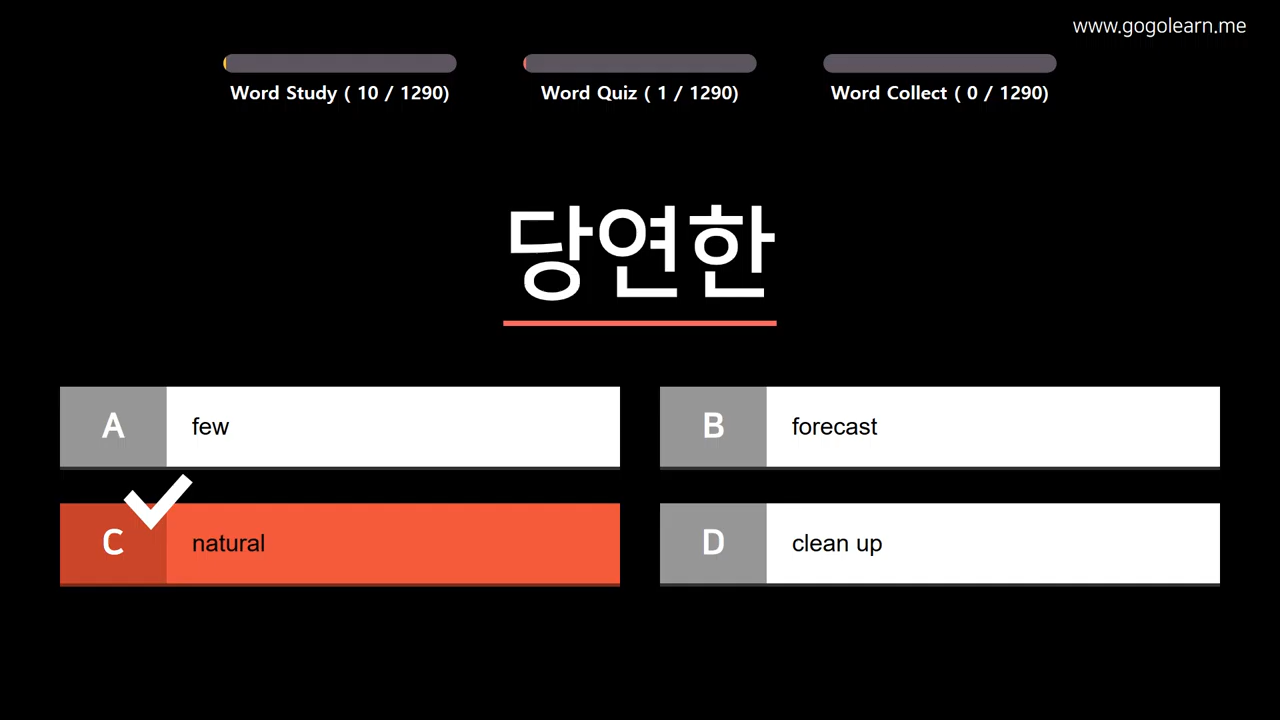 www.gogolearn.me
Word Study ( 10 / 1290)
Word Quiz ( 1 / 1290)
Word Collect ( 0 / 1290)
당연한
A few
B forecast
C natural
D clean up